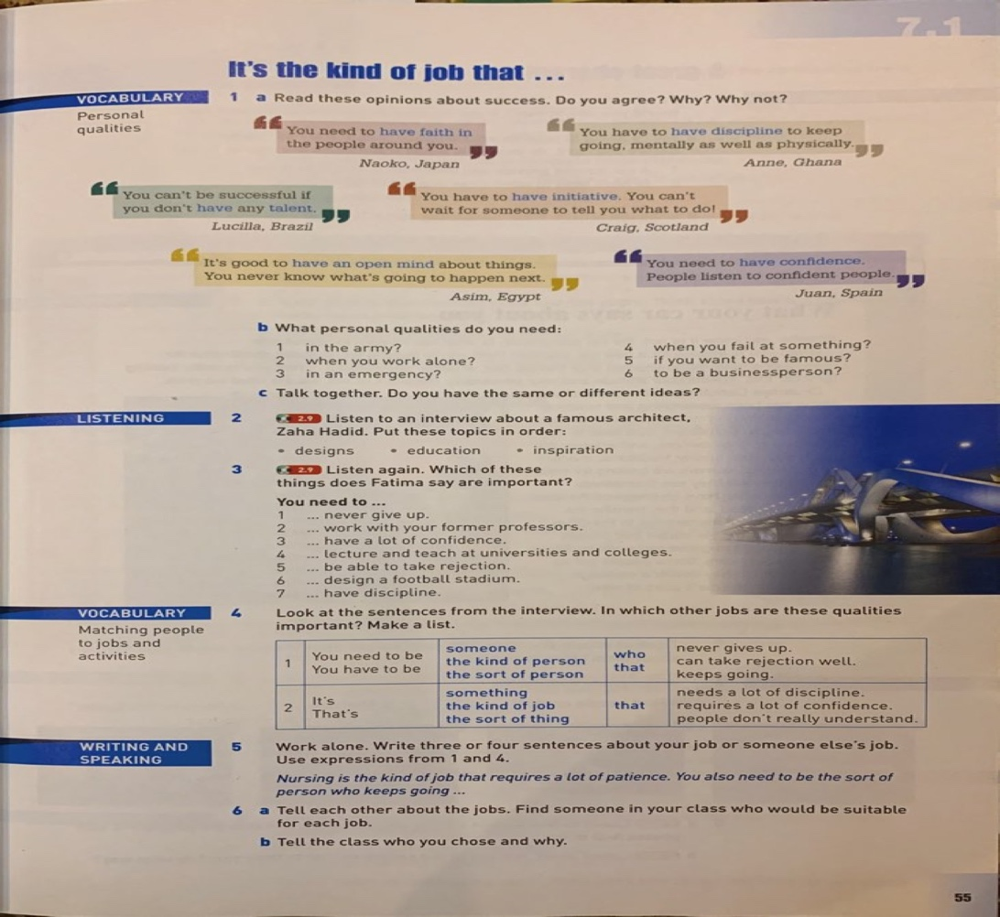 7.1
It's the kind of job that ...
VOCABULARY
Personal
qualities
1 a Read these opinions about success. Do you agree? Why? Why not?
"You need to have faith in
the people around you."
Naoko, Japan
"You have to have discipline to keep
going, mentally as well as physically."
Anne, Ghana
"You can't be successful if
you don't have any talent."
Lucilla, Brazil
"You have to have initiative. You can't
wait for someone to tell you what to do!"
Craig, Scotland
"It's good to have an open mind about things.
You never know what's going to happen next."
Asim, Egypt
"You need to have confidence.
People listen to confident people."
Juan, Spain
b What personal qualities do you need:
1 in the army?
2 when you work alone?
3 in an emergency?
4 when you fail at something?
5 if you want to be famous?
6 to be a businessperson?
c Talk together. Do you have the same or different ideas?
LISTENING
2 2.9 Listen to an interview about a famous architect,
Zaha Hadid. Put these topics in order:
• designs • education • inspiration
3 2.9 Listen again. Which of these
things does Fatima say are important?
You need to ...
1 ... never give up.
2 ... work with your former professors.
3 ... have a lot of confidence.
4 ... lecture and teach at universities and colleges.
5 ... be able to take rejection.
6 ... design a football stadium.
7 ... have discipline.
VOCABULARY
Matching people
to jobs and
activities
4 Look at the sentences from the interview. In which other jobs are these qualities
important? Make a list.
1
You need to be
You have to be
someone
the kind of person
the sort of person
who
that
never gives up.
can take rejection well.
keeps going.
2
It's
That's
something
the kind of job
the sort of thing
that
needs a lot of discipline.
requires a lot of confidence.
people don't really understand.
WRITING AND
SPEAKING
5 Work alone. Write three or four sentences about your job or someone else's job.
Use expressions from 1 and 4.
Nursing is the kind of job that requires a lot of patience. You also need to be the sort of
person who keeps going ...
6 a Tell each other about the jobs. Find someone in your class who would be suitable
for each job.
b Tell the class who you chose and why.
55